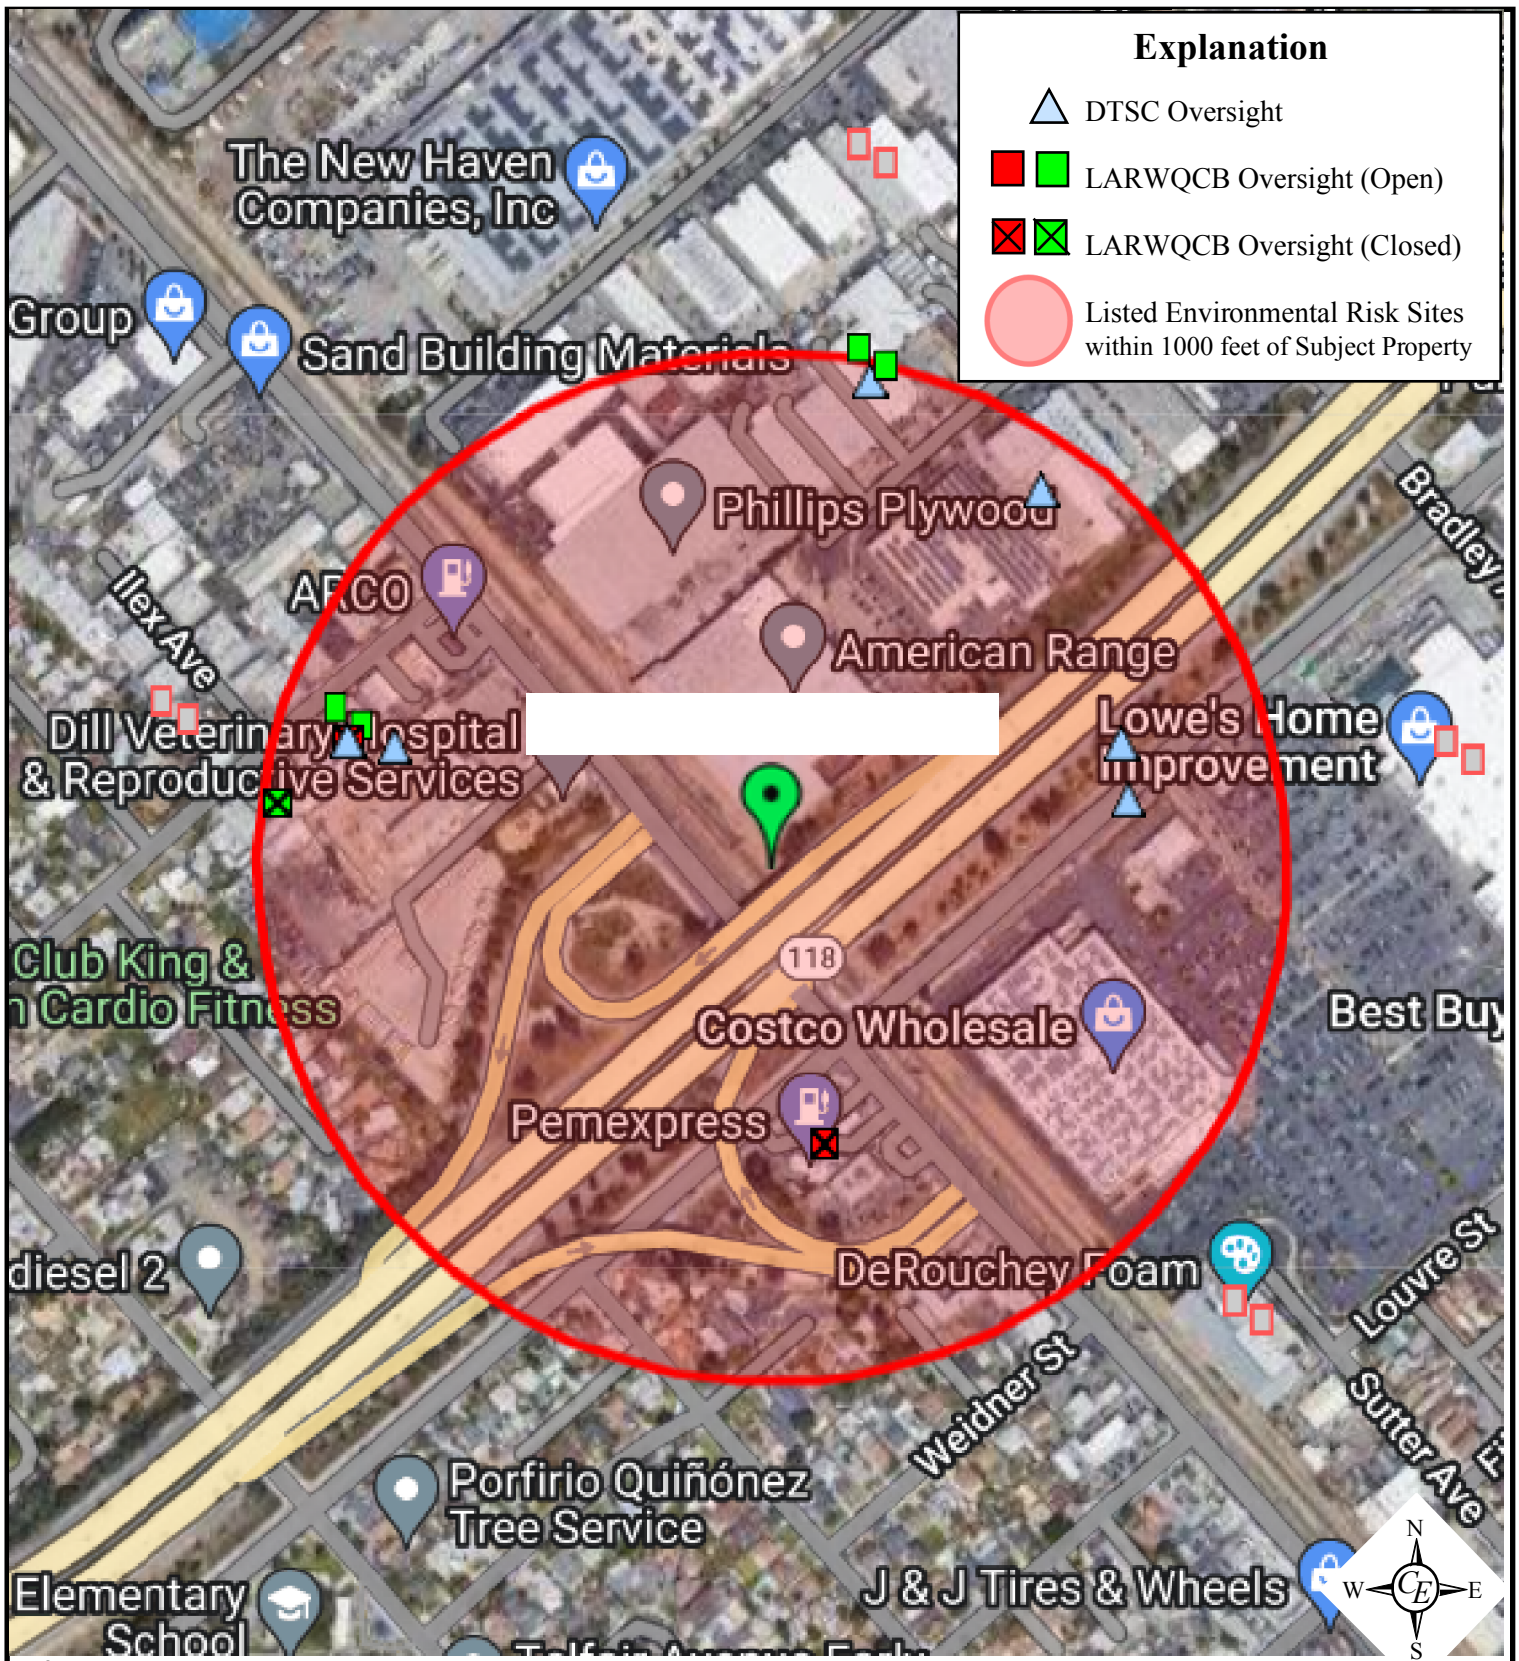 Explanation
DTSC Oversight
LARWQCB Oversight (Open)
LARWQCB Oversight (Closed)
Listed Environmental Risk Sites
within 1000 feet of Subject Property
The New Haven
Companies, Inc
Group
Sand Building Materials
Phillips Plywood
Bradley
ARCO
Ilex Ave
American Range
Dill Veterinary Hospital
& Reproductive Services
Lowe's Home
Improvement
118
Club King &
n Cardio Fitness
Costco Wholesale
Best Buy
Pemexpress
diesel 2
DeRouchey Foam
Louvre St
Weidner St
Sutter Ave
Porfirio Quiñónez
Tree Service
Elementary
School
J & J Tires & Wheels
N
W
CE
E
S